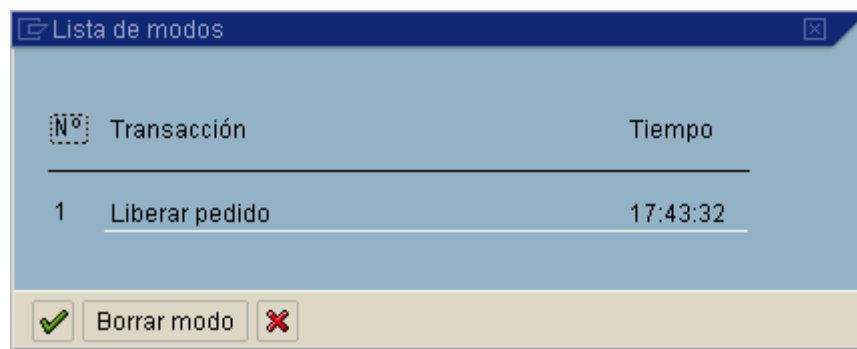 Lista de modos
Nº Transacción Tiempo
1 Liberar pedido 17:43:32
Borrar modo